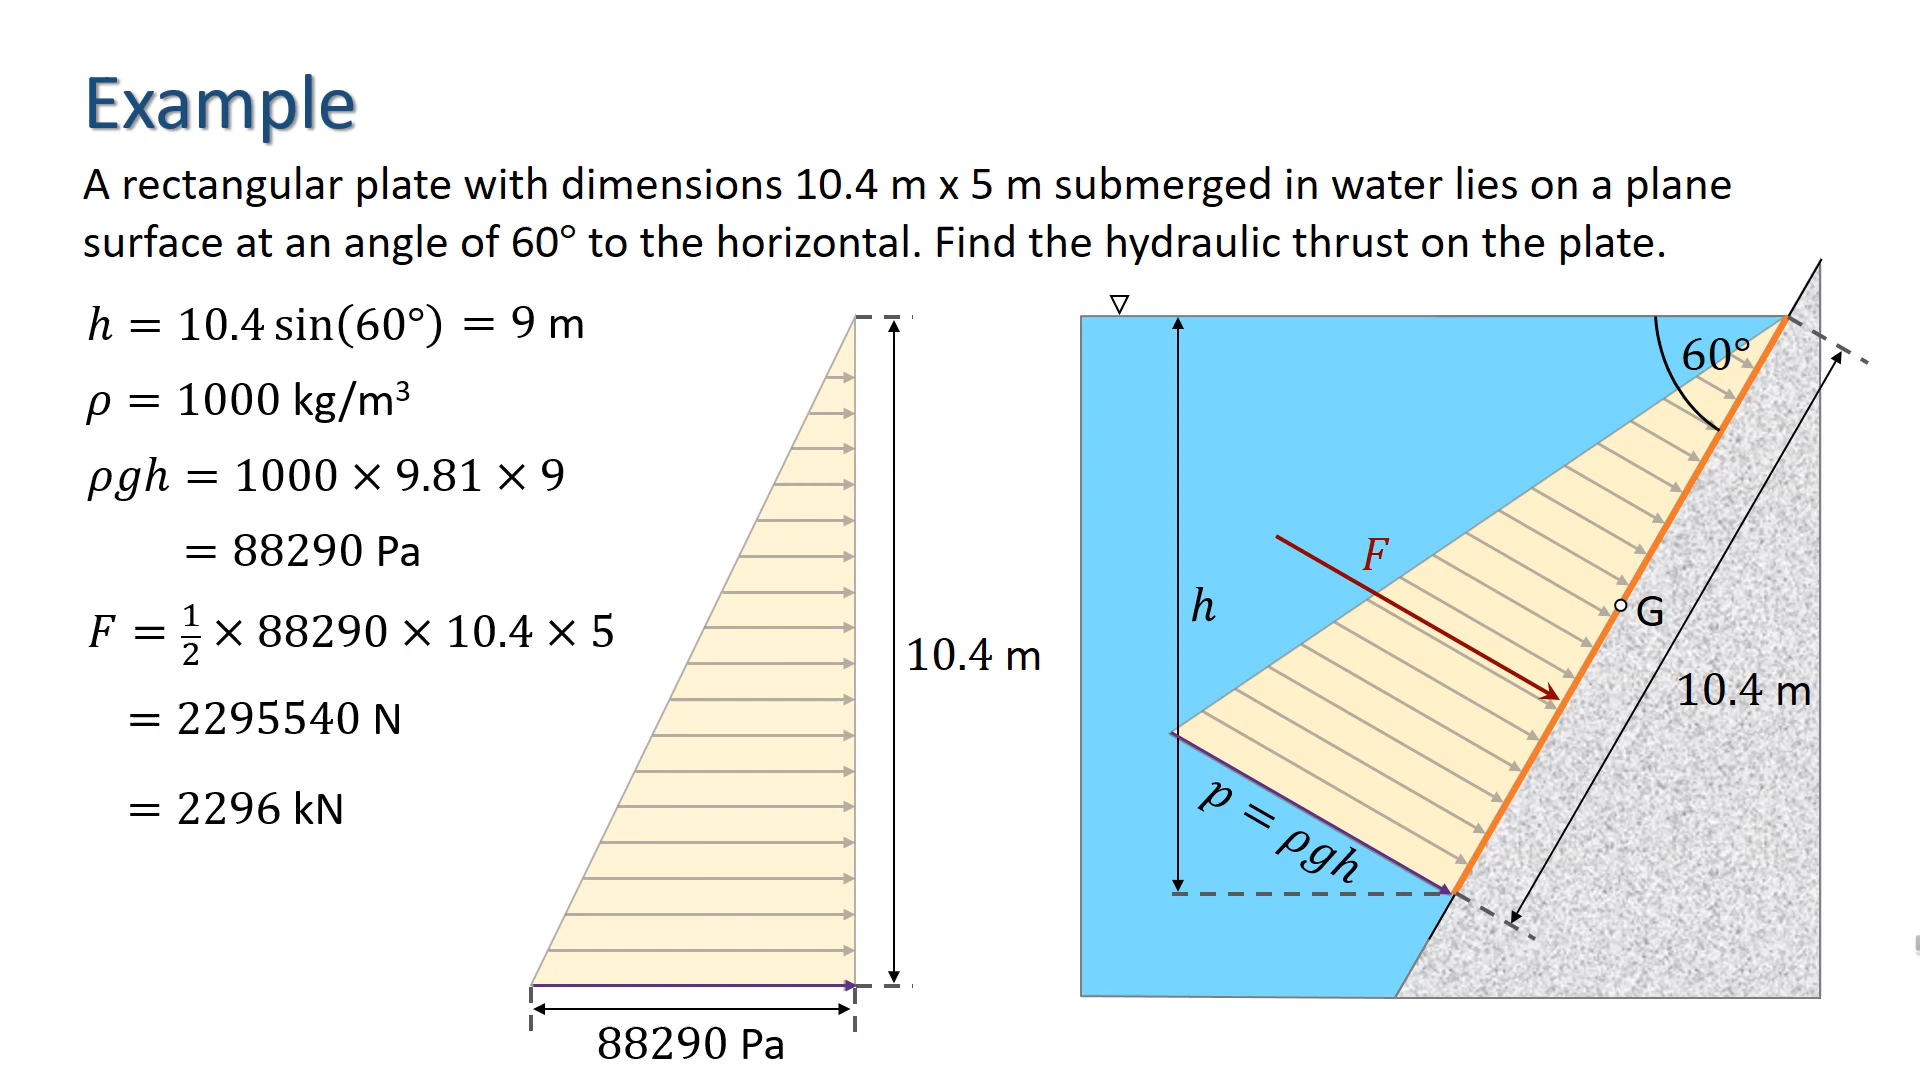 Example
A rectangular plate with dimensions 10.4 m x 5 m submerged in water lies on a plane
surface at an angle of 60° to the horizontal. Find the hydraulic thrust on the plate.
h = 10.4 sin(60°) = 9 m
ρ = 1000 kg/m³
ρgh = 1000 × 9.81 × 9
= 88290 Pa
F = 1/2 × 88290 × 10.4 × 5
= 2295540 N
= 2296 kN
10.4 m
88290 Pa
60°
F
h
G
10.4 m
p = ρgh